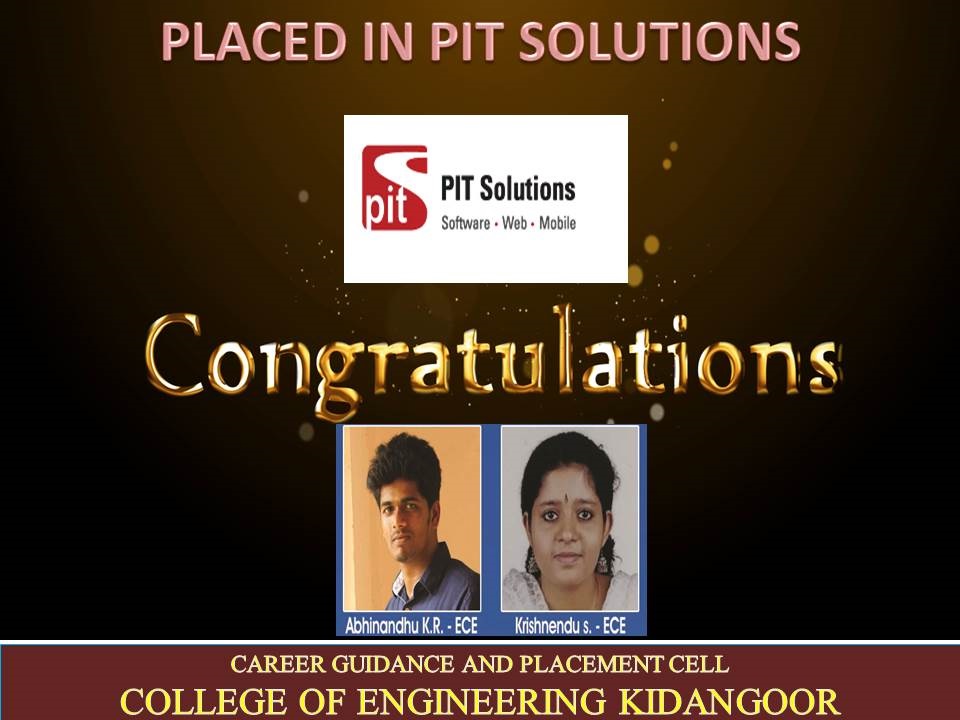 PLACED IN PIT SOLUTIONS
pit
PIT Solutions
Software • Web • Mobile
Congratulations
Abhinandhu K.R. - ECE
Krishnendu s. - ECE
CAREER GUIDANCE AND PLACEMENT CELL
COLLEGE OF ENGINEERING KIDANGOOR